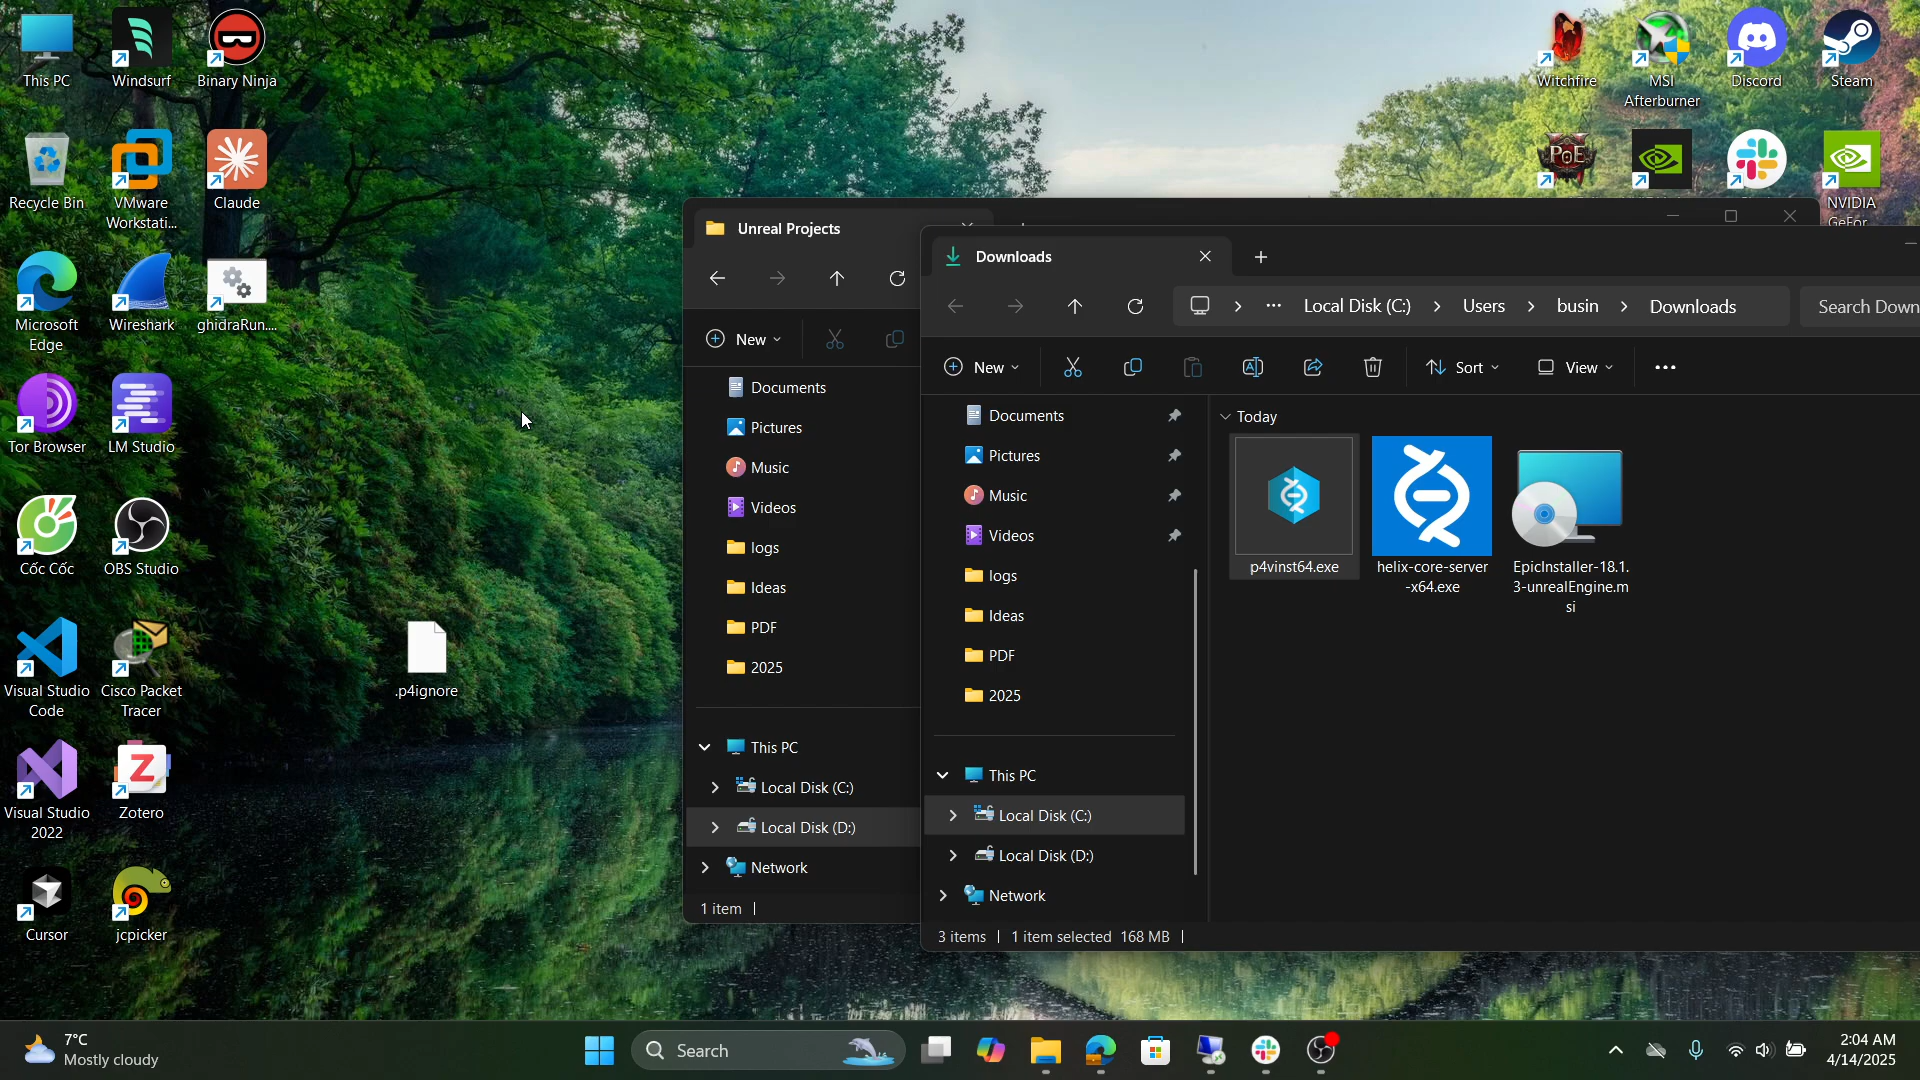 This PC
Windsurf
Binary Ninja
Recycle Bin
VMware
Workstati...
Claude
Microsoft
Edge
Wireshark
ghidraRun....
Tor Browser
LM Studio
Cốc Cốc
OBS Studio
Visual Studio
Code
Cisco Packet
Tracer
.p4ignore
Visual Studio
2022
Zotero
Cursor
jcpicker
Witchfire
MSI
Afterburner
Discord
Steam
PoE
NVIDIA
GeFor...
Unreal Projects
New
Documents
Pictures
Music
Videos
logs
Ideas
PDF
2025
This PC
Local Disk (C:)
Local Disk (D:)
Network
1 item
Downloads
Local Disk (C:)
Users
busin
Downloads
Search Down
New
Sort
View
Documents
Pictures
Music
Videos
logs
Ideas
PDF
2025
This PC
Local Disk (C:)
Local Disk (D:)
Network
Today
p4vinst64.exe
helix-core-server
-x64.exe
EpicInstaller-18.1.
3-unrealEngine.m
si
3 items
1 item selected 168 MB
7°C
Mostly cloudy
Search
2:04 AM
4/14/2025